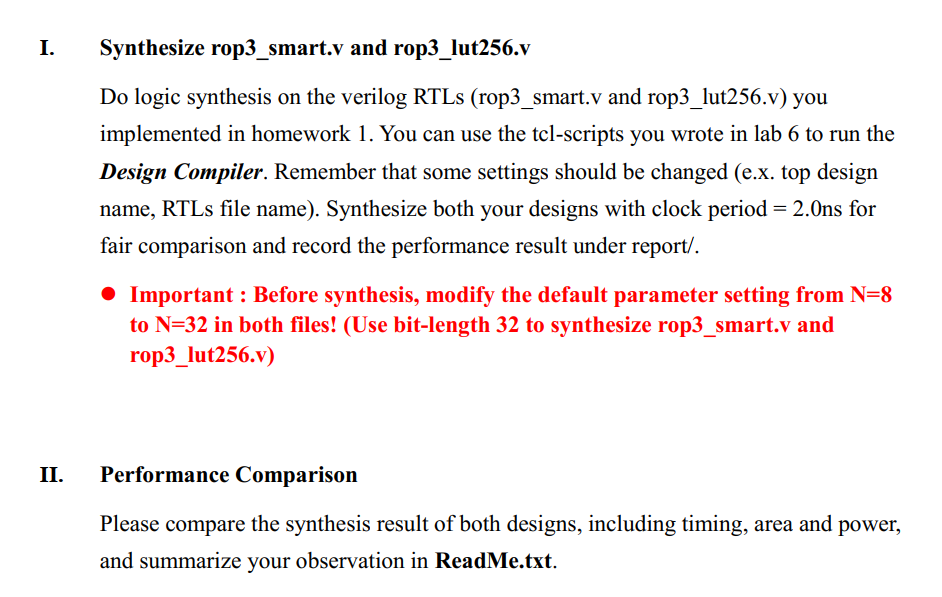 I. Synthesize rop3_smart.v and rop3_lut256.v
Do logic synthesis on the verilog RTLs (rop3_smart.v and rop3_lut256.v) you
implemented in homework 1. You can use the tcl-scripts you wrote in lab 6 to run the
Design Compiler. Remember that some settings should be changed (e.x. top design
name, RTLs file name). Synthesize both your designs with clock period = 2.0ns for
fair comparison and record the performance result under report/.
● Important : Before synthesis, modify the default parameter setting from N=8
to N=32 in both files! (Use bit-length 32 to synthesize rop3_smart.v and
rop3_lut256.v)
II. Performance Comparison
Please compare the synthesis result of both designs, including timing, area and power,
and summarize your observation in ReadMe.txt.